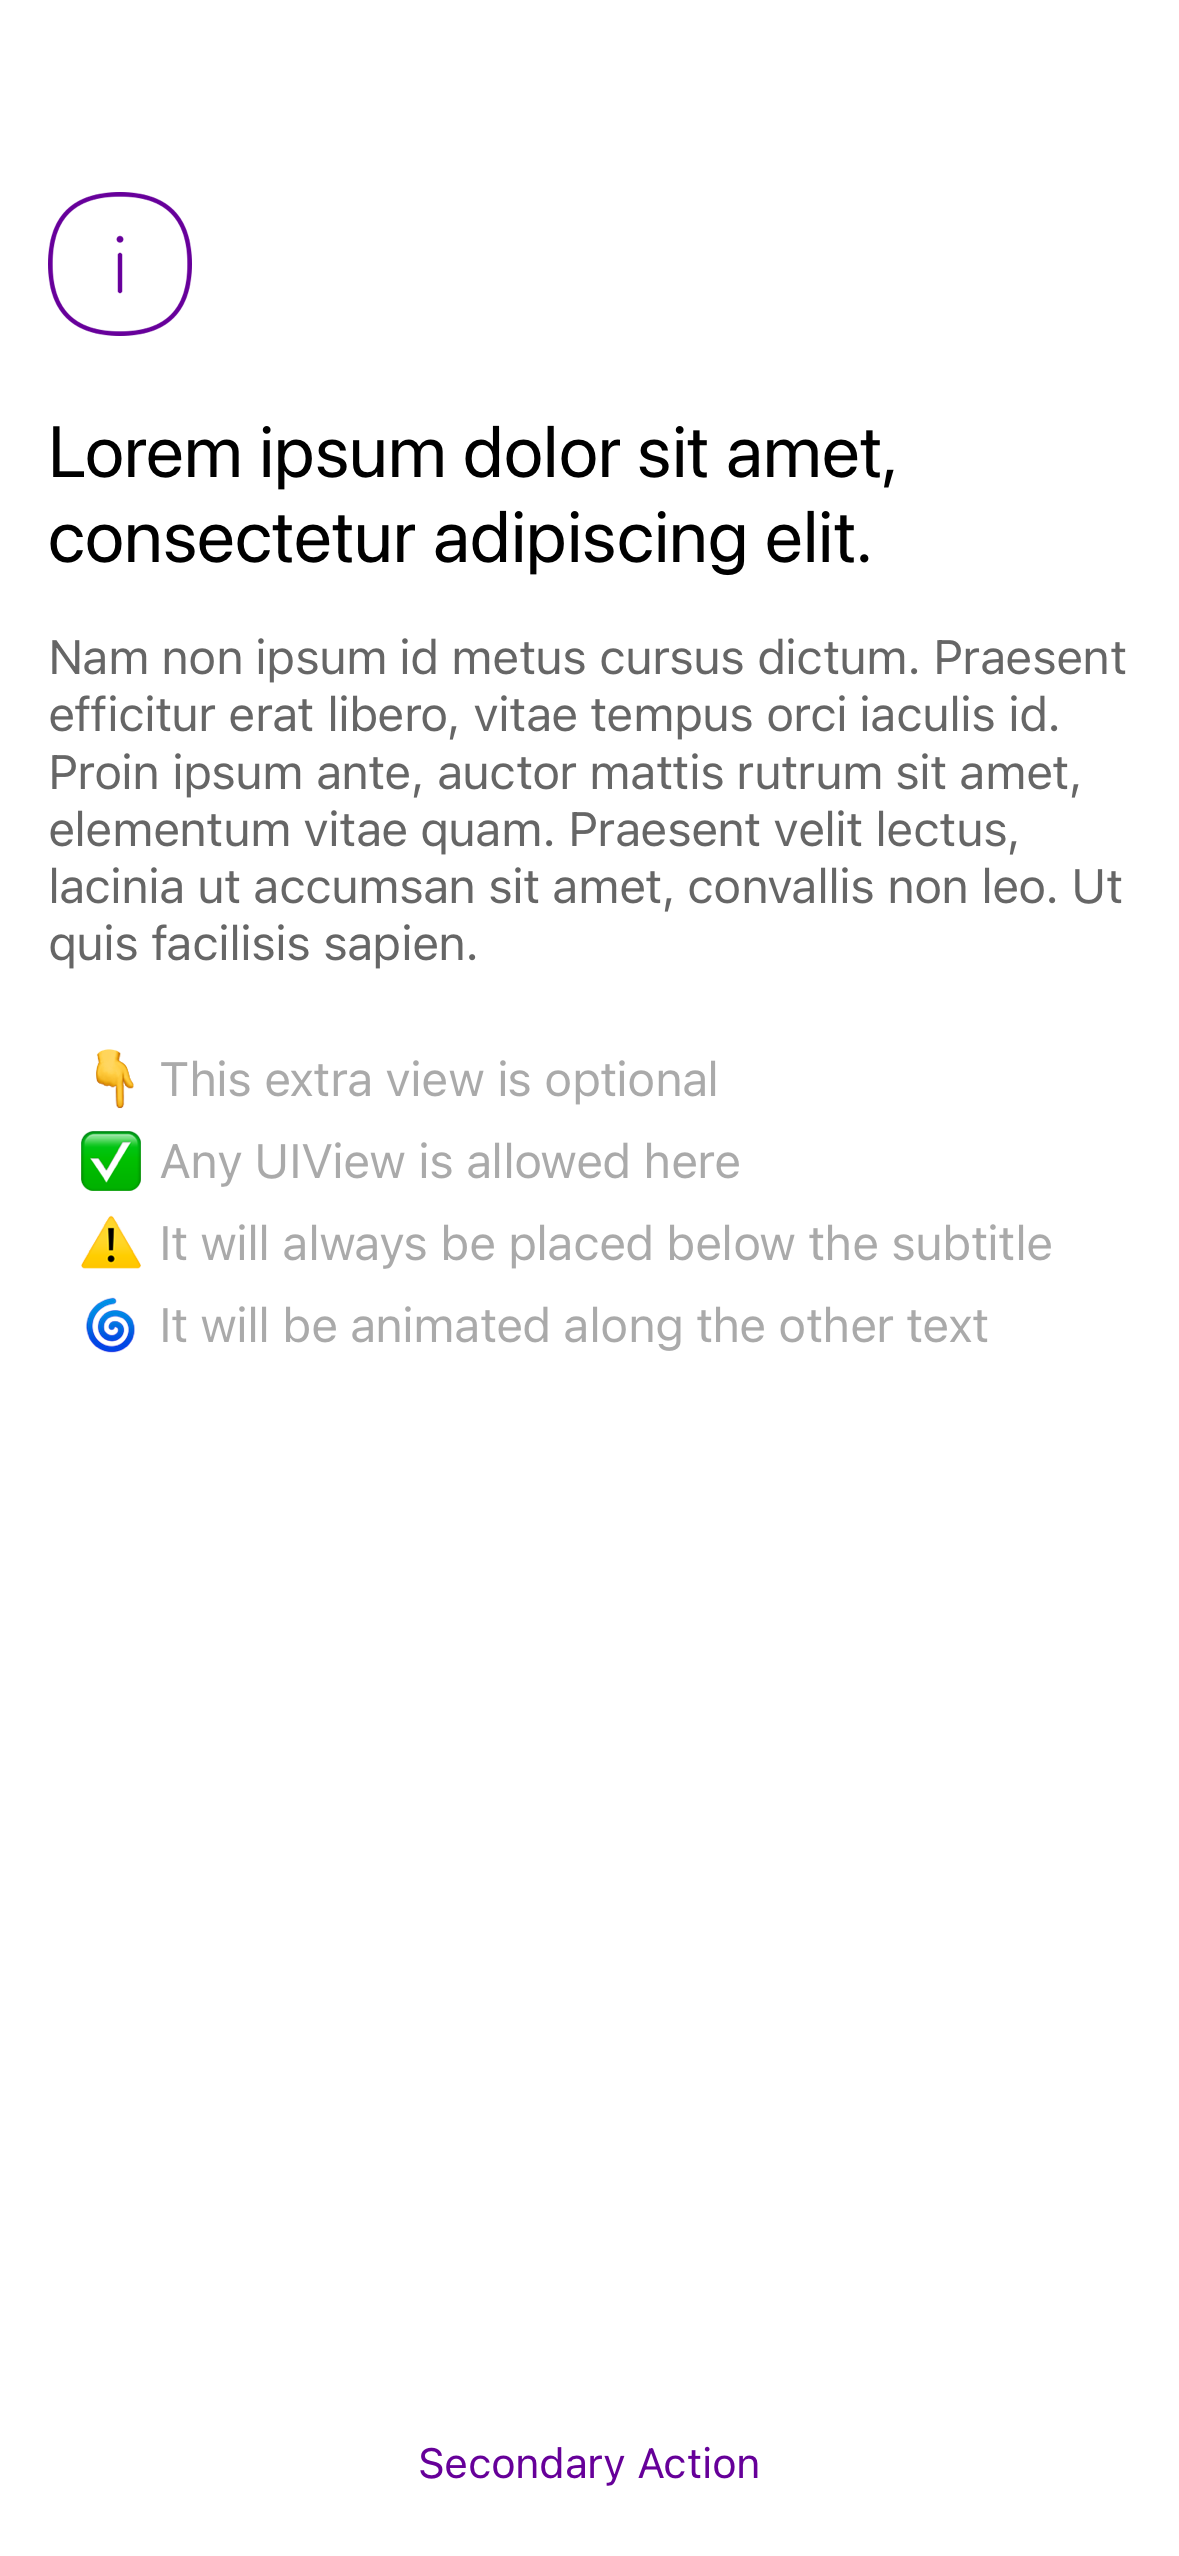 Lorem ipsum dolor sit amet,
consectetur adipiscing elit.
Nam non ipsum id metus cursus dictum. Praesent
efficitur erat libero, vitae tempus orci iaculis id.
Proin ipsum ante, auctor mattis rutrum sit amet,
elementum vitae quam. Praesent velit lectus,
lacinia ut accumsan sit amet, convallis non leo. Ut
quis facilisis sapien.
👇 This extra view is optional
✅ Any UIView is allowed here
⚠️ It will always be placed below the subtitle
🌀 It will be animated along the other text
Secondary Action